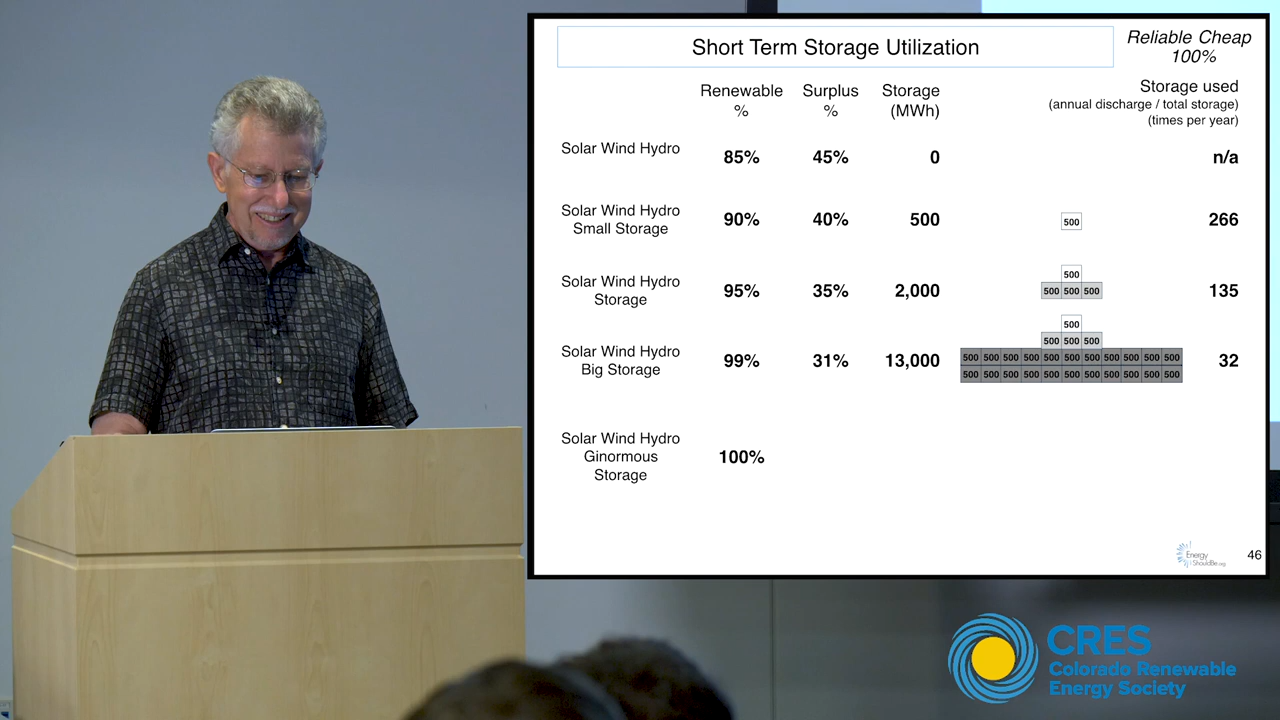 Short Term Storage Utilization
Reliable Cheap
100%
Renewable
%
Surplus
%
Storage
(MWh)
Storage used
(annual discharge / total storage)
(times per year)
Solar Wind Hydro
85%
45%
0
n/a
Solar Wind Hydro
Small Storage
90%
40%
500
500
266
Solar Wind Hydro
Storage
95%
35%
2,000
500
500 500 500
135
Solar Wind Hydro
Big Storage
99%
31%
13,000
500
500 500 500
500 500 500 500 500 500 500 500 500 500 500
500 500 500 500 500 500 500 500 500 500 500
32
Solar Wind Hydro
Ginormous
Storage
100%
Energy
ShouldBe.org
46
CRES
Colorado Renewable
Energy Society